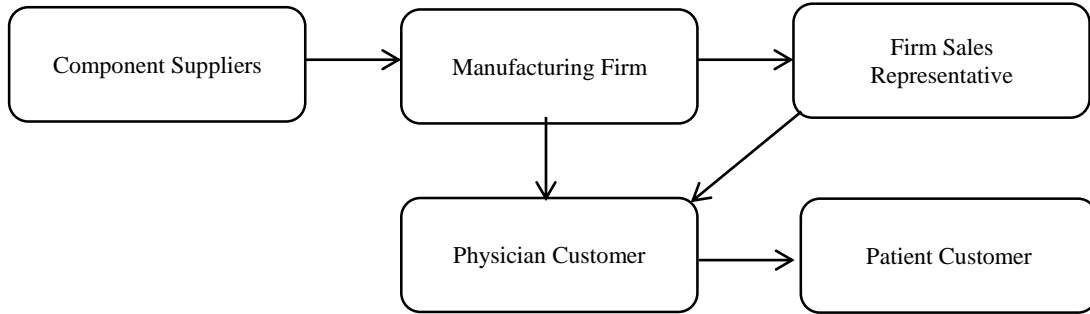 Component Suppliers
Manufacturing Firm
Firm Sales
Representative
Physician Customer
Patient Customer